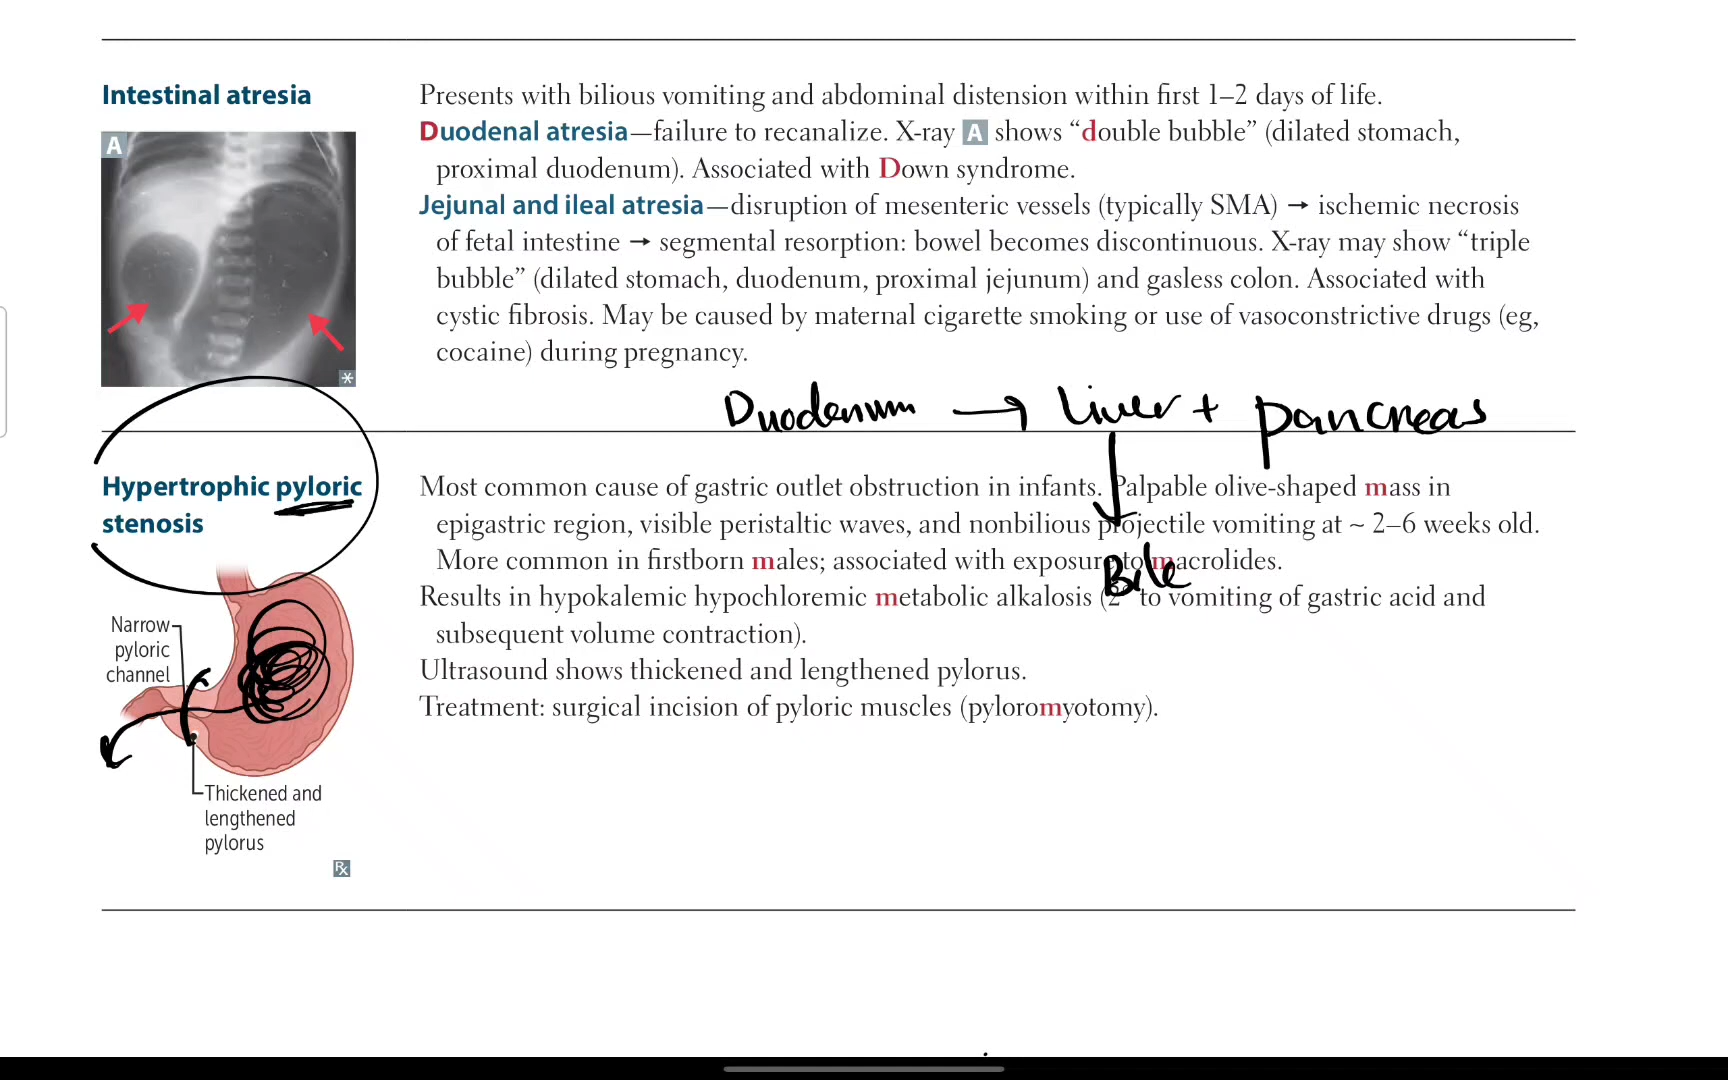 Intestinal atresia
A
*
Presents with bilious vomiting and abdominal distension within first 1–2 days of life.
Duodenal atresia—failure to recanalize. X-ray A shows “double bubble” (dilated stomach,
proximal duodenum). Associated with Down syndrome.
Jejunal and ileal atresia—disruption of mesenteric vessels (typically SMA) → ischemic necrosis
of fetal intestine → segmental resorption: bowel becomes discontinuous. X-ray may show “triple
bubble” (dilated stomach, duodenum, proximal jejunum) and gasless colon. Associated with
cystic fibrosis. May be caused by maternal cigarette smoking or use of vasoconstrictive drugs (eg,
cocaine) during pregnancy.
Duodenum → liver + pancreas
Bile
Hypertrophic pyloric
stenosis
Most common cause of gastric outlet obstruction in infants. Palpable olive-shaped mass in
epigastric region, visible peristaltic waves, and nonbilious projectile vomiting at ~ 2–6 weeks old.
More common in firstborn males; associated with exposure to macrolides.
Results in hypokalemic hypochloremic metabolic alkalosis (2° to vomiting of gastric acid and
subsequent volume contraction).
Ultrasound shows thickened and lengthened pylorus.
Treatment: surgical incision of pyloric muscles (pyloromyotomy).
Narrow
pyloric
channel
Thickened and
lengthened
pylorus
Rx